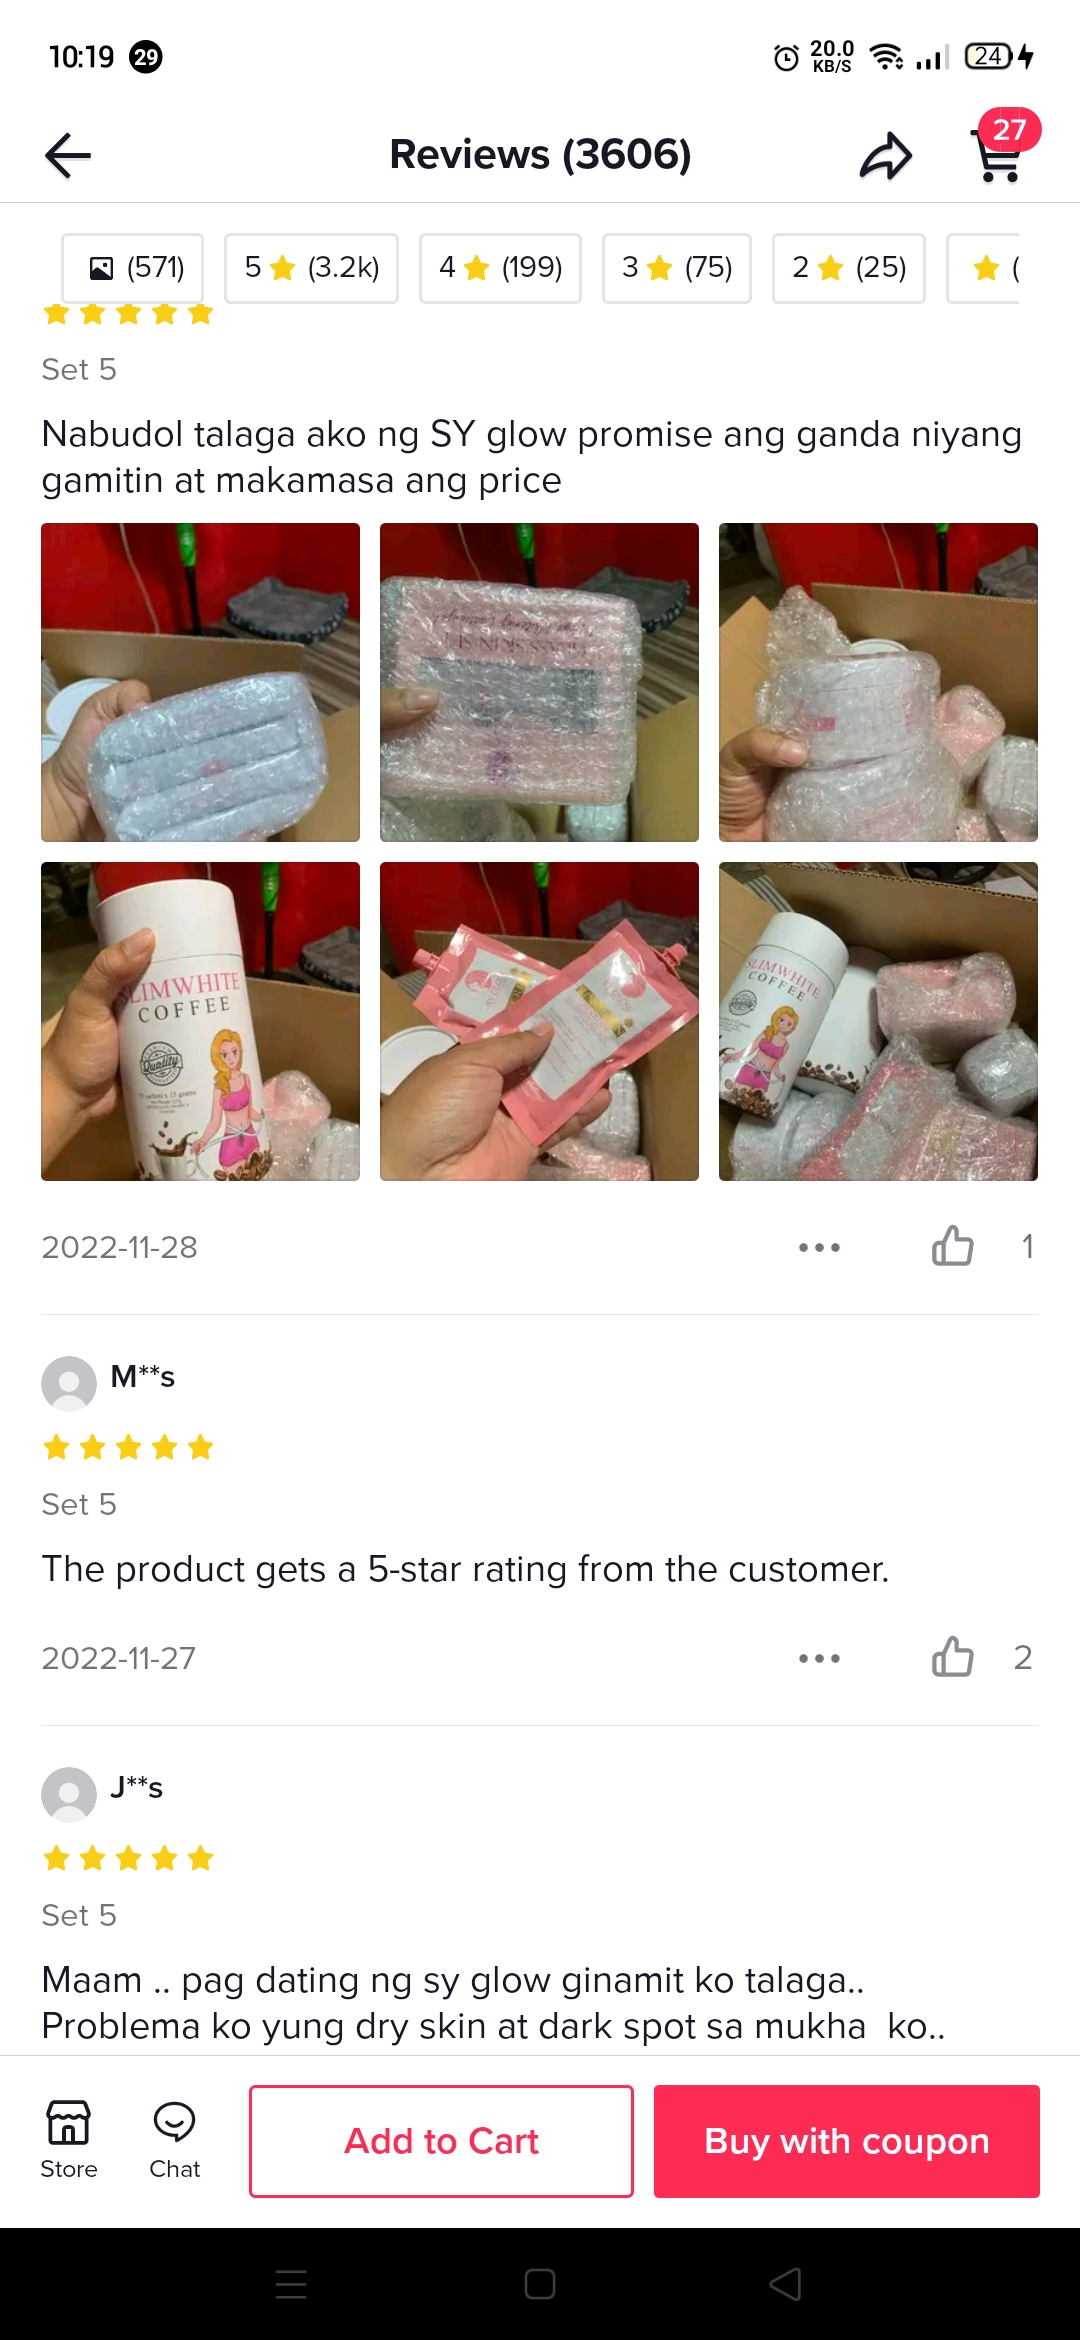 10:19 29 20.0 KB/S 24
Reviews (3606) 27
(571) 5 (3.2k) 4 (199) 3 (75) 2 (25) (
Set 5
Nabudol talaga ako ng SY glow promise ang ganda niyang
gamitin at makamasa ang price
SLIMWHITE
COFFEE
Quality
SLIMWHITE
COFFEE
2022-11-28 1
M**s
Set 5
The product gets a 5-star rating from the customer.
2022-11-27 2
J**s
Set 5
Maam .. pag dating ng sy glow ginamit ko talaga..
Problema ko yung dry skin at dark spot sa mukha ko..
Store Chat Add to Cart Buy with coupon